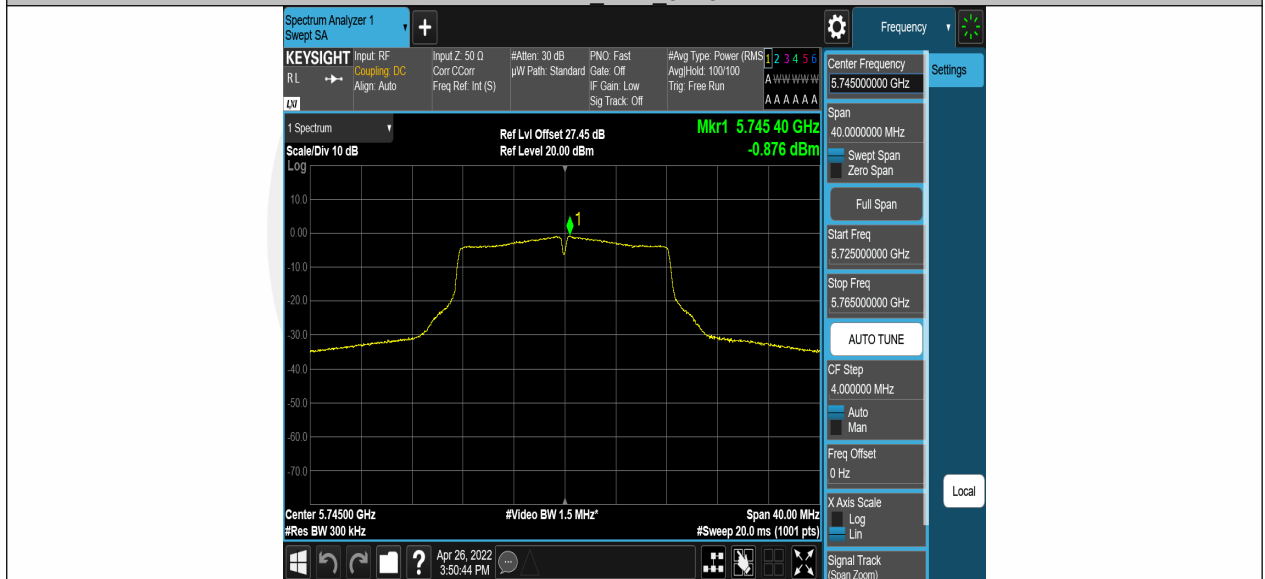 Spectrum Analyzer 1
Swept SA
+
Frequency
KEYSIGHT
RL
LXI
Input: RF
Coupling: DC
Align: Auto
Input Z: 50 Ω
Corr CCorr
Freq Ref: Int (S)
#Atten: 30 dB
µW Path: Standard
PNO: Fast
Gate: Off
IF Gain: Low
Sig Track: Off
#Avg Type: Power (RMS
Avg|Hold: 100/100
Trig: Free Run
1 2 3 4 5 6
A W W W W W
A A A A A A
1 Spectrum
Scale/Div 10 dB
Log
Ref Lvl Offset 27.45 dB
Ref Level 20.00 dBm
Mkr1 5.745 40 GHz
-0.876 dBm
10.0
0.00
-10.0
-20.0
-30.0
-40.0
-50.0
-60.0
-70.0
1
Center 5.74500 GHz
#Res BW 300 kHz
#Video BW 1.5 MHz*
Span 40.00 MHz
#Sweep 20.0 ms (1001 pts)
Apr 26, 2022
3:50:44 PM
?
Center Frequency
5.745000000 GHz
Settings
Span
40.0000000 MHz
Swept Span
Zero Span
Full Span
Start Freq
5.725000000 GHz
Stop Freq
5.765000000 GHz
AUTO TUNE
CF Step
4.000000 MHz
Auto
Man
Freq Offset
0 Hz
X Axis Scale
Log
Lin
Local
Signal Track
(Span Zoom)